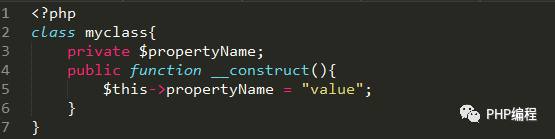 1 <?php
2 class myclass{
3     private $propertyName;
4     public function __construct(){
5         $this->propertyName = "value";
6     }
7 }
PHP编程